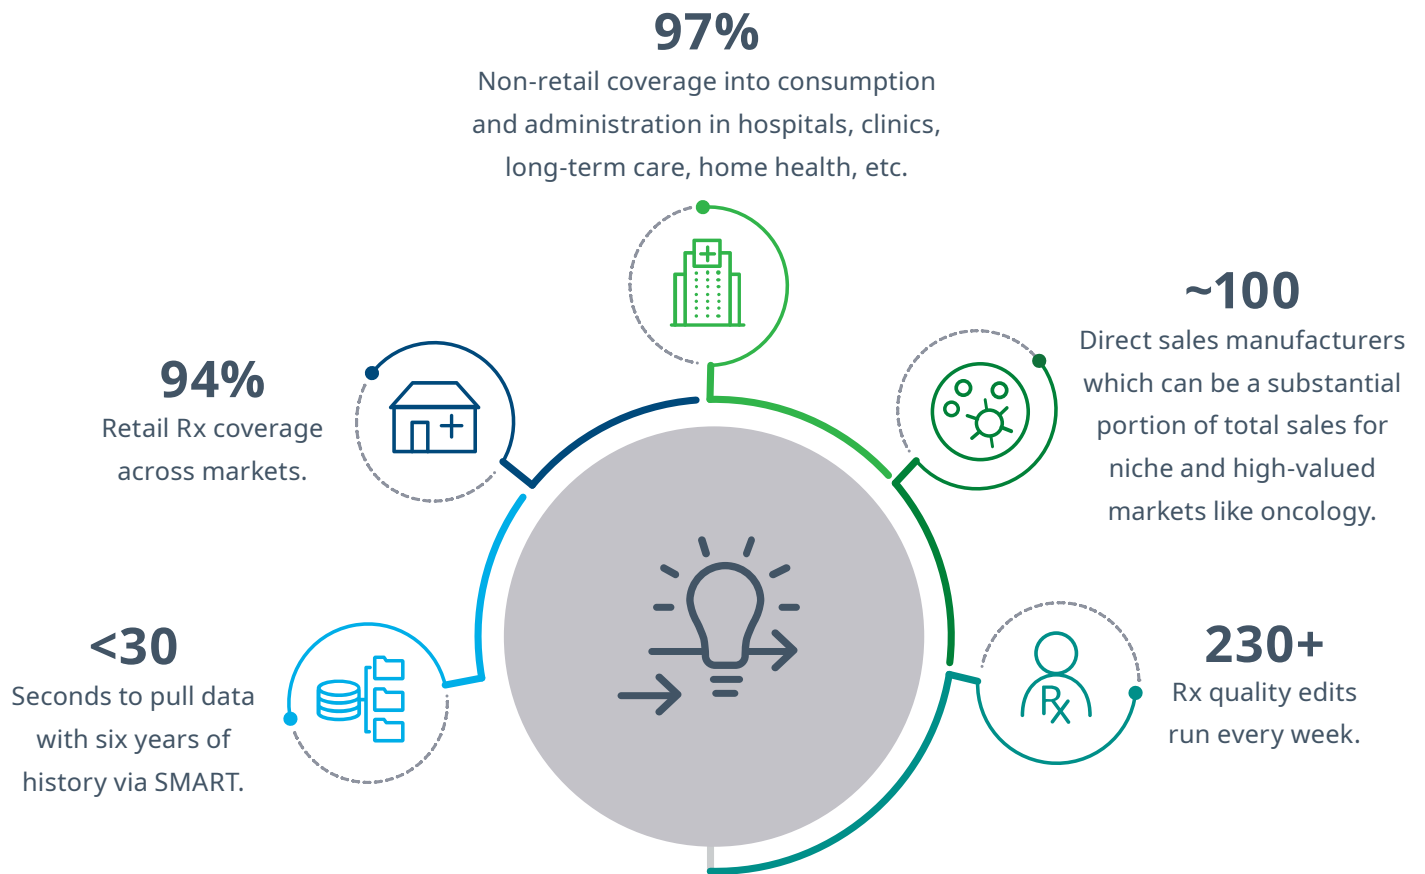 97%
Non-retail coverage into consumption
and administration in hospitals, clinics,
long-term care, home health, etc.
~100
Direct sales manufacturers
which can be a substantial
portion of total sales for
niche and high-valued
markets like oncology.
94%
Retail Rx coverage
across markets.
<30
Seconds to pull data
with six years of
history via SMART.
Rx
230+
Rx quality edits
run every week.